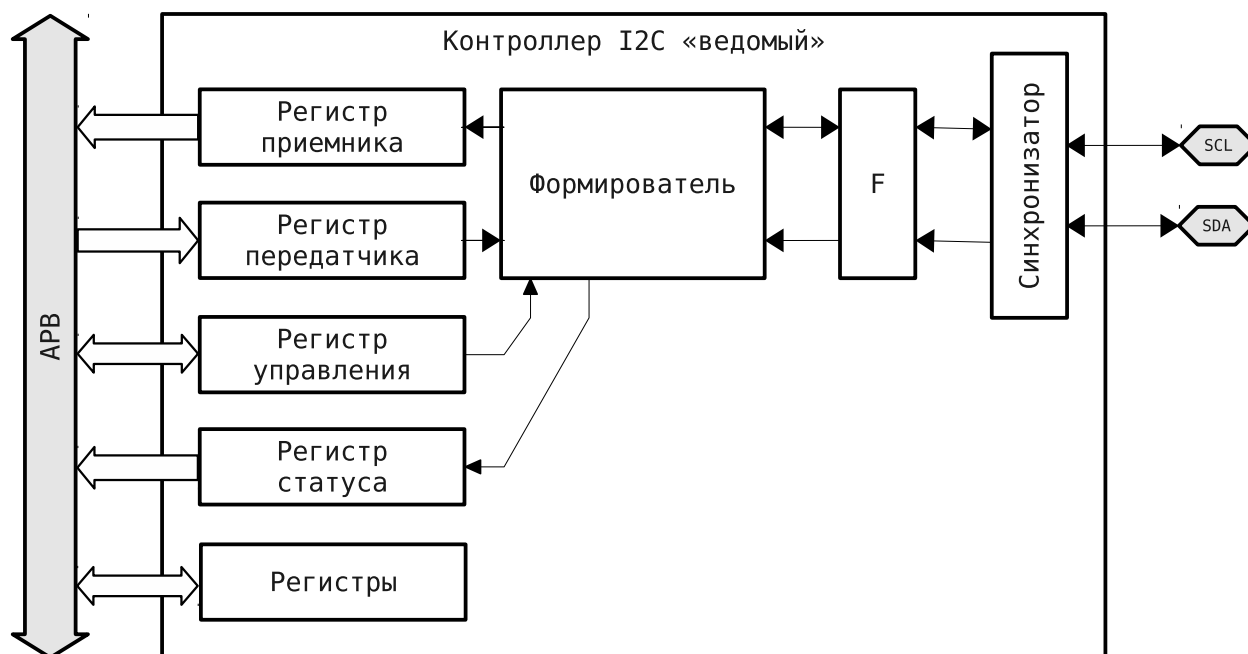 Контроллер I2C «ведомый»
Регистр
приемника
Регистр
передатчика
Регистр
управления
Регистр
статуса
Регистры
Формирователь
F
Синхронизатор
SCL
SDA
APB